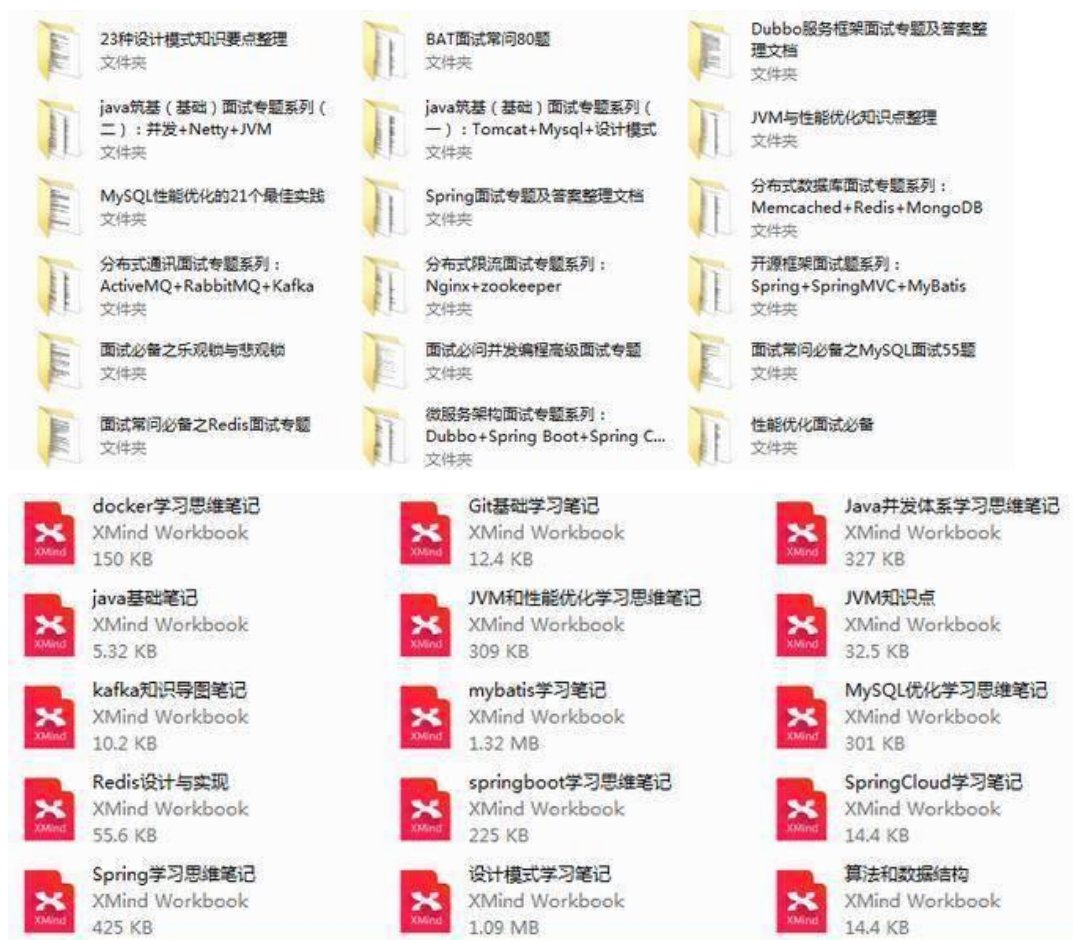 23种设计模式知识要点整理
文件夹
BAT面试常问80题
文件夹
Dubbo服务框架面试专题及答案整
理文档
文件夹
java筑基（基础）面试专题系列（
二）：并发+Netty+JVM
文件夹
java筑基（基础）面试专题系列（
一）：Tomcat+Mysql+设计模式
文件夹
JVM与性能优化知识点整理
文件夹
MySQL性能优化的21个最佳实践
文件夹
Spring面试专题及答案整理文档
文件夹
分布式数据库面试专题系列：
Memcached+Redis+MongoDB
文件夹
分布式通讯面试专题系列：
ActiveMQ+RabbitMQ+Kafka
文件夹
分布式限流面试专题系列：
Nginx+zookeeper
文件夹
开源框架面试题系列：
Spring+SpringMVC+MyBatis
文件夹
面试必备之乐观锁与悲观锁
文件夹
面试必问并发编程高级面试专题
文件夹
面试常问必备之MySQL面试55题
文件夹
面试常问必备之Redis面试专题
文件夹
微服务架构面试专题系列：
Dubbo+Spring Boot+Spring C...
文件夹
性能优化面试必备
文件夹
docker学习思维笔记
XMind Workbook
150 KB
XMind
Git基础学习笔记
XMind Workbook
12.4 KB
XMind
Java并发体系学习思维笔记
XMind Workbook
327 KB
XMind
java基础笔记
XMind Workbook
5.32 KB
XMind
JVM和性能优化学习思维笔记
XMind Workbook
309 KB
XMind
JVM知识点
XMind Workbook
32.5 KB
XMind
kafka知识导图笔记
XMind Workbook
10.2 KB
XMind
mybatis学习笔记
XMind Workbook
1.32 MB
XMind
MySQL优化学习思维笔记
XMind Workbook
301 KB
XMind
Redis设计与实现
XMind Workbook
55.6 KB
XMind
springboot学习思维笔记
XMind Workbook
225 KB
XMind
SpringCloud学习笔记
XMind Workbook
14.4 KB
XMind
Spring学习思维笔记
XMind Workbook
425 KB
XMind
设计模式学习笔记
XMind Workbook
1.09 MB
XMind
算法和数据结构
XMind Workbook
14.4 KB
XMind